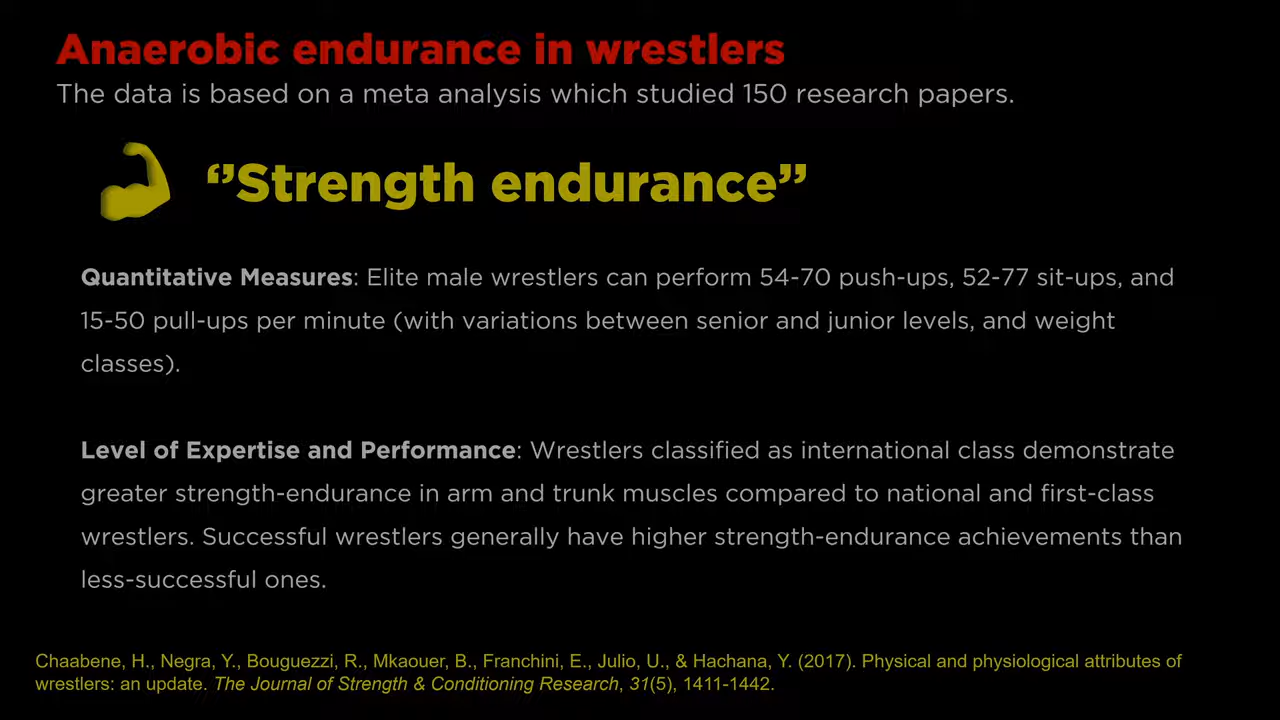 Anaerobic endurance in wrestlers
The data is based on a meta analysis which studied 150 research papers.
‘’Strength endurance’’
Quantitative Measures: Elite male wrestlers can perform 54-70 push-ups, 52-77 sit-ups, and
15-50 pull-ups per minute (with variations between senior and junior levels, and weight
classes).
Level of Expertise and Performance: Wrestlers classified as international class demonstrate
greater strength-endurance in arm and trunk muscles compared to national and first-class
wrestlers. Successful wrestlers generally have higher strength-endurance achievements than
less-successful ones.
Chaabene, H., Negra, Y., Bouguezzi, R., Mkaouer, B., Franchini, E., Julio, U., & Hachana, Y. (2017). Physical and physiological attributes of
wrestlers: an update. The Journal of Strength & Conditioning Research, 31(5), 1411-1442.